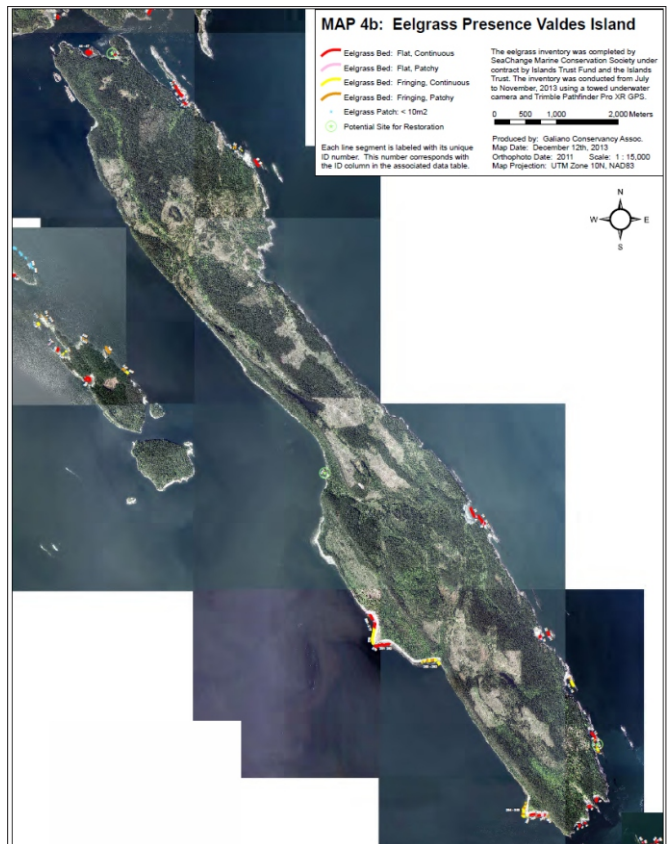 MAP 4b: Eelgrass Presence Valdes Island
Eelgrass Bed: Flat, Continuous
Eelgrass Bed: Flat, Patchy
Eelgrass Bed: Fringing, Continuous
Eelgrass Bed: Fringing, Patchy
Eelgrass Patch: < 10m2
Potential Site for Restoration
Each line segment is labeled with its unique
ID number. This number corresponds with
the ID column in the associated data table.
The eelgrass inventory was completed by
SeaChange Marine Conservation Society under
contract by Islands Trust Fund and the Islands
Trust. The inventory was conducted from July
to November, 2013 using a towed underwater
camera and Trimble Pathfinder Pro XR GPS.
0 500 1,000 2,000 Meters
Produced by: Galiano Conservancy Assoc.
Map Date: December 12th, 2013
Orthophoto Date: 2011 Scale: 1 : 15,000
Map Projection: UTM Zone 10N, NAD83
N
W E
S